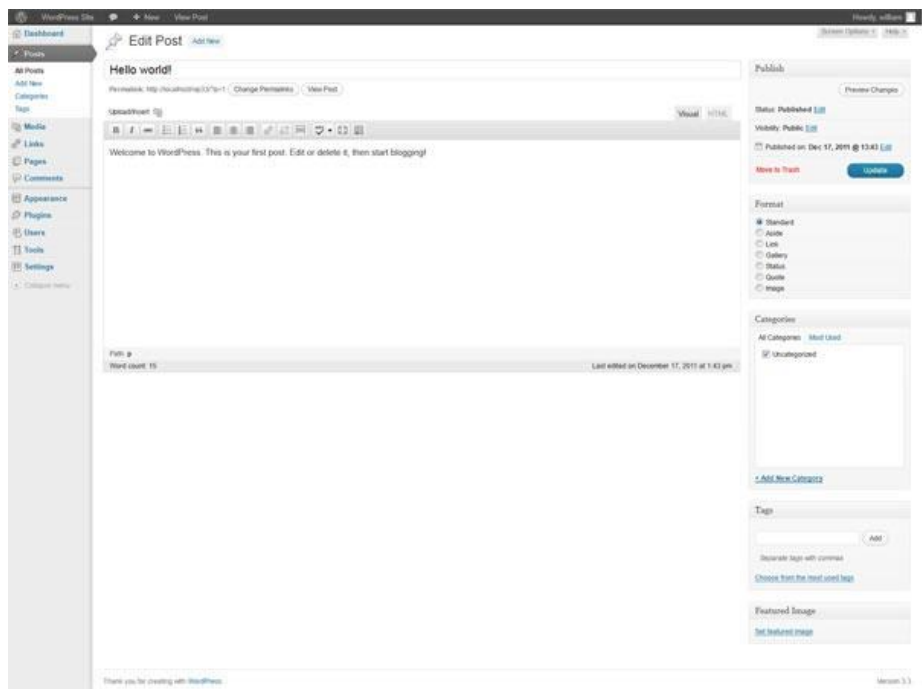 WordPress Site + New View Post Howdy, william
Screen Options Help
Dashboard
Posts
All Posts
Add New
Categories
Tags
Media
Links
Pages
Comments
Appearance
Plugins
Users
Tools
Settings
Collapse menu
Edit Post Add New
Hello world!
Permalink: Change Permalinks View Post
Upload/Insert Visual HTML
B I
Welcome to WordPress. This is your first post. Edit or delete it, then start blogging!
Path: p
Word count: 15 Last edited on December 17, 2011 at 1:43 pm
Publish
Preview Changes
Status: Published Edit
Visibility: Public Edit
Published on: Dec 17, 2011 @ 13:43 Edit
Move to Trash Update
Format
Standard
Aside
Link
Gallery
Status
Quote
Image
Categories
All Categories Most Used
Uncategorized
+ Add New Category
Tags
Add
Separate tags with commas
Choose from the most used tags
Featured Image
Set featured image
Thank you for creating with WordPress Version 3.3